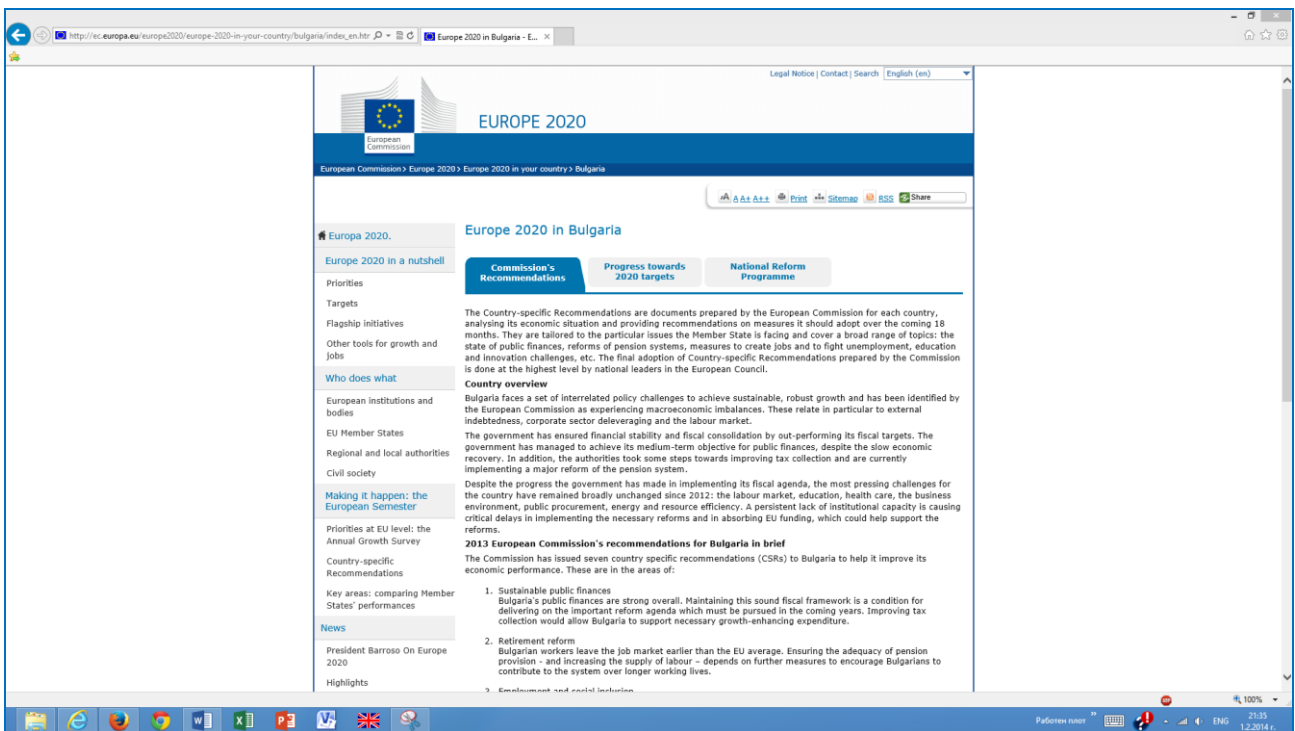 http://ec.europa.eu/europe2020/europe-2020-in-your-country/bulgaria/index_en.htr
Europe 2020 in Bulgaria - E...
Legal Notice | Contact | Search English (en)
EUROPE 2020
European
Commission
European Commission > Europe 2020 > Europe 2020 in your country > Bulgaria
A A A+ A++ Print Sitemap RSS Share
Europa 2020.
Europe 2020 in a nutshell
Priorities
Targets
Flagship initiatives
Other tools for growth and
jobs
Who does what
European institutions and
bodies
EU Member States
Regional and local authorities
Civil society
Making it happen: the
European Semester
Priorities at EU level: the
Annual Growth Survey
Country-specific
Recommendations
Key areas: comparing Member
States' performances
News
President Barroso On Europe
2020
Highlights
Europe 2020 in Bulgaria
Commission's
Recommendations
Progress towards
2020 targets
National Reform
Programme
The Country-specific Recommendations are documents prepared by the European Commission for each country,
analysing its economic situation and providing recommendations on measures it should adopt over the coming 18
months. They are tailored to the particular issues the Member State is facing and cover a broad range of topics: the
state of public finances, reforms of pension systems, measures to create jobs and to fight unemployment, education
and innovation challenges, etc. The final adoption of Country-specific Recommendations prepared by the Commission
is done at the highest level by national leaders in the European Council.
Country overview
Bulgaria faces a set of interrelated policy challenges to achieve sustainable, robust growth and has been identified by
the European Commission as experiencing macroeconomic imbalances. These relate in particular to external
indebtedness, corporate sector deleveraging and the labour market.
The government has ensured financial stability and fiscal consolidation by out-performing its fiscal targets. The
government has managed to achieve its medium-term objective for public finances, despite the slow economic
recovery. In addition, the authorities took some steps towards improving tax collection and are currently
implementing a major reform of the pension system.
Despite the progress the government has made in implementing its fiscal agenda, the most pressing challenges for
the country have remained broadly unchanged since 2012: the labour market, education, health care, the business
environment, public procurement, energy and resource efficiency. A persistent lack of institutional capacity is causing
critical delays in implementing the necessary reforms and in absorbing EU funding, which could help support the
reforms.
2013 European Commission's recommendations for Bulgaria in brief
The Commission has issued seven country specific recommendations (CSRs) to Bulgaria to help it improve its
economic performance. These are in the areas of:
1. Sustainable public finances
Bulgaria's public finances are strong overall. Maintaining this sound fiscal framework is a condition for
delivering on the important reform agenda which must be pursued in the coming years. Improving tax
collection would allow Bulgaria to support necessary growth-enhancing expenditure.
2. Retirement reform
Bulgarian workers leave the job market earlier than the EU average. Ensuring the adequacy of pension
provision - and increasing the supply of labour – depends on further measures to encourage Bulgarians to
contribute to the system over longer working lives.
3. Employment and social inclusion
100%
Работен плот ENG 21:35
1.2.2014 г.